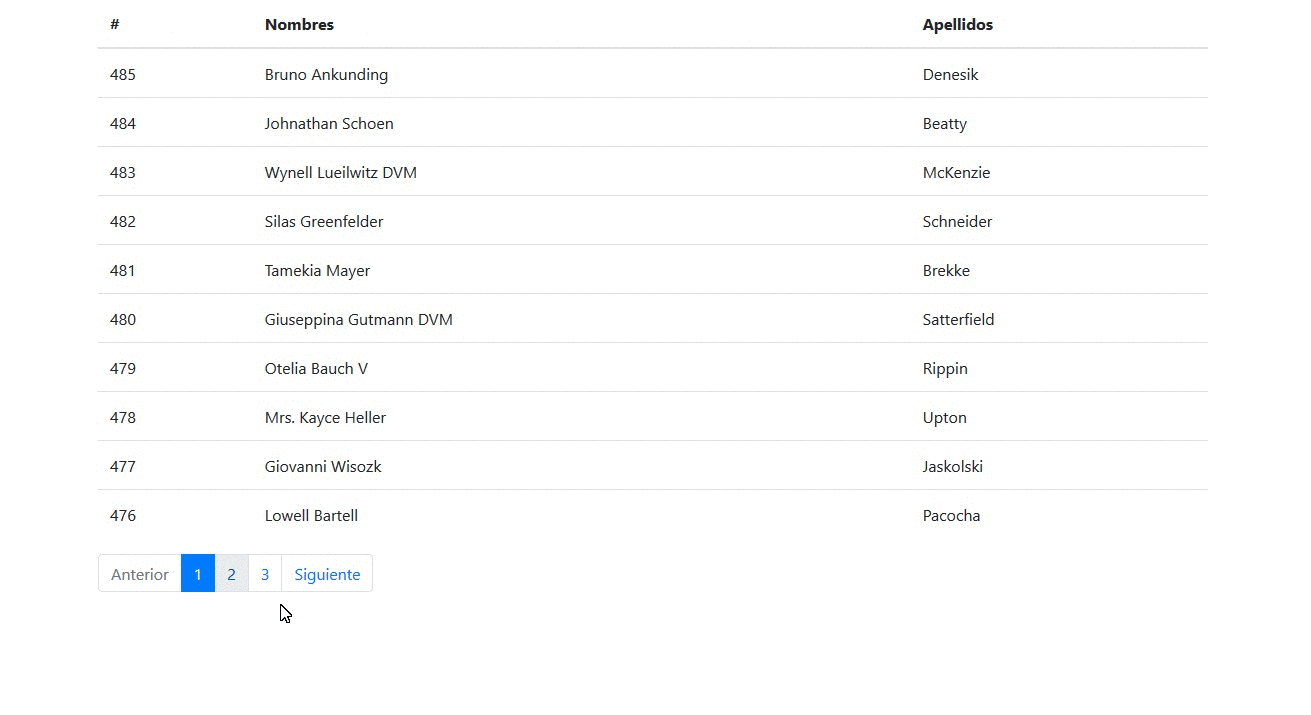 # Nombres Apellidos
485 Bruno Ankunding Denesik
484 Johnathan Schoen Beatty
483 Wynell Lueilwitz DVM McKenzie
482 Silas Greenfelder Schneider
481 Tamekia Mayer Brekke
480 Giuseppina Gutmann DVM Satterfield
479 Otelia Bauch V Rippin
478 Mrs. Kayce Heller Upton
477 Giovanni Wisozk Jaskolski
476 Lowell Bartell Pacocha
Anterior 1 2 3 Siguiente